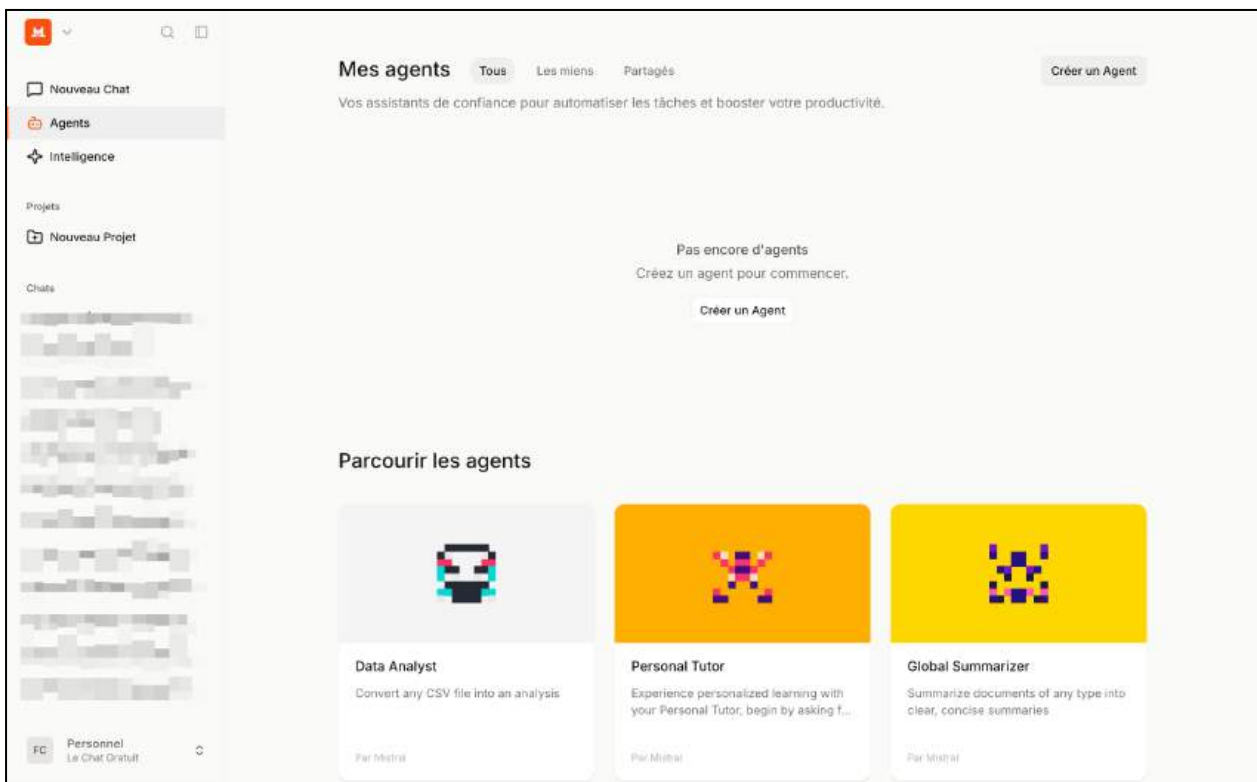 Nouveau Chat
Agents
Intelligence
Projets
Nouveau Projet
Chats
FC
Personnel
Le Chat Gratuit
Mes agents
Tous
Les miens
Partagés
Créer un Agent
Vos assistants de confiance pour automatiser les tâches et booster votre productivité.
Pas encore d'agents
Créez un agent pour commencer.
Créer un Agent
Parcourir les agents
Data Analyst
Convert any CSV file into an analysis
Par Mistral
Personal Tutor
Experience personalized learning with
your Personal Tutor, begin by asking f...
Par Mistral
Global Summarizer
Summarize documents of any type into
clear, concise summaries
Par Mistral